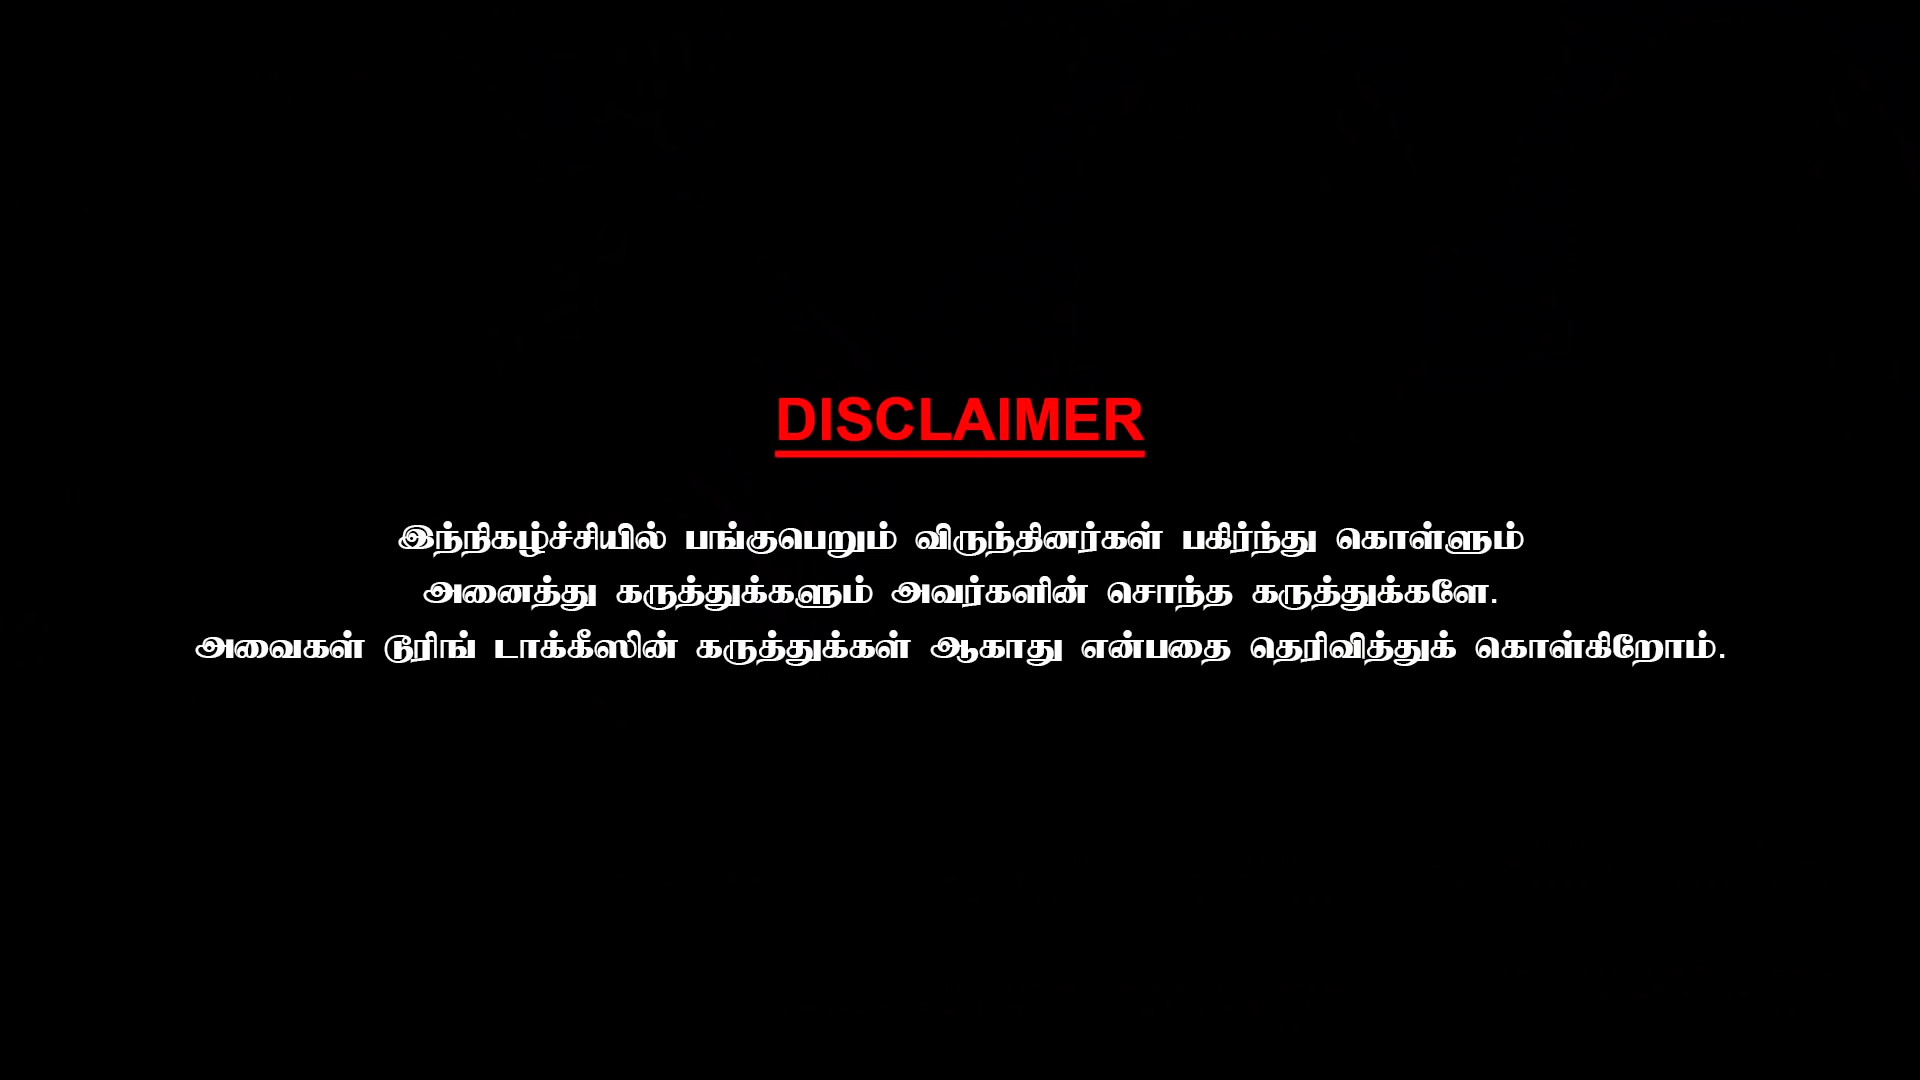 DISCLAIMER
இந்நிகழ்ச்சியில் பங்குபெறும் விருந்தினர்கள் பகிர்ந்து கொள்ளும்
அனைத்து கருத்துக்களும் அவர்களின் சொந்த கருத்துக்களே.
அவைகள் டூரிங் டாக்கீஸின் கருத்துக்கள் ஆகாது என்பதை தெரிவித்துக் கொள்கிறோம்.